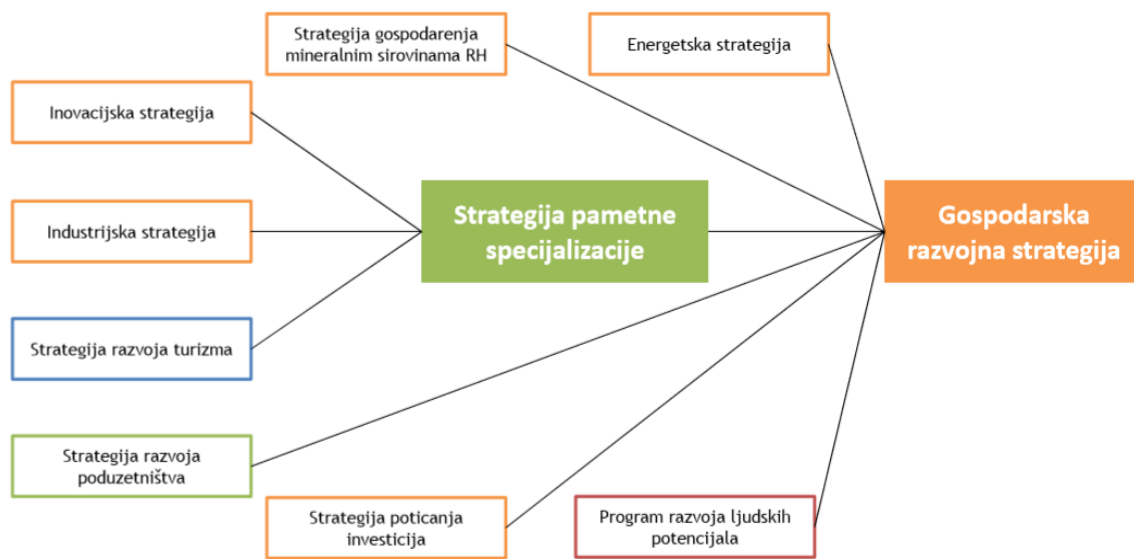 Strategija gospodarenja
mineralnim sirovinama RH
Energetska strategija
Inovacijska strategija
Industrijska strategija
Strategija pametne
specijalizacije
Gospodarska
razvojna strategija
Strategija razvoja turizma
Strategija razvoja
poduzetništva
Strategija poticanja
investicija
Program razvoja ljudskih
potencijala